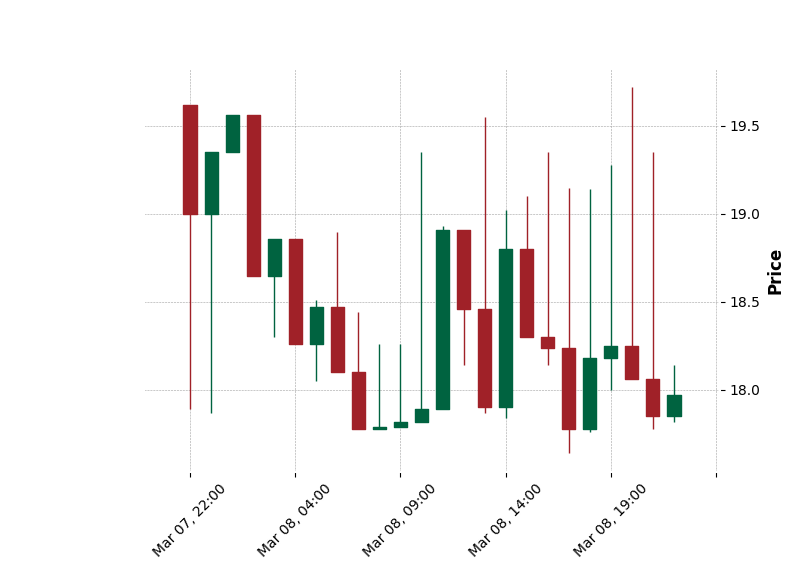 19.5
19.0
18.5
18.0
Price
Mar 07, 22:00
Mar 08, 04:00
Mar 08, 09:00
Mar 08, 14:00
Mar 08, 19:00